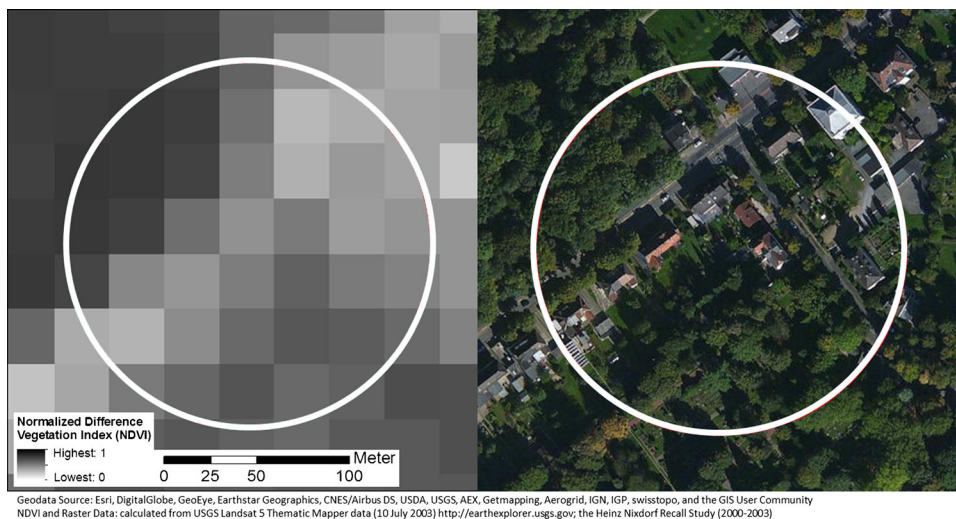 Normalized Difference
Vegetation Index (NDVI)
Highest: 1
Lowest: 0
Meter
0 25 50 100
Geodata Source: Esri, DigitalGlobe, GeoEye, Earthstar Geographics, CNES/Airbus DS, USDA, USGS, AEX, Getmapping, Aerogrid, IGN, IGP, swisstopo, and the GIS User Community
NDVI and Raster Data: calculated from USGS Landsat 5 Thematic Mapper data (10 July 2003) http://earthexplorer.usgs.gov; the Heinz Nixdorf Recall Study (2000-2003)